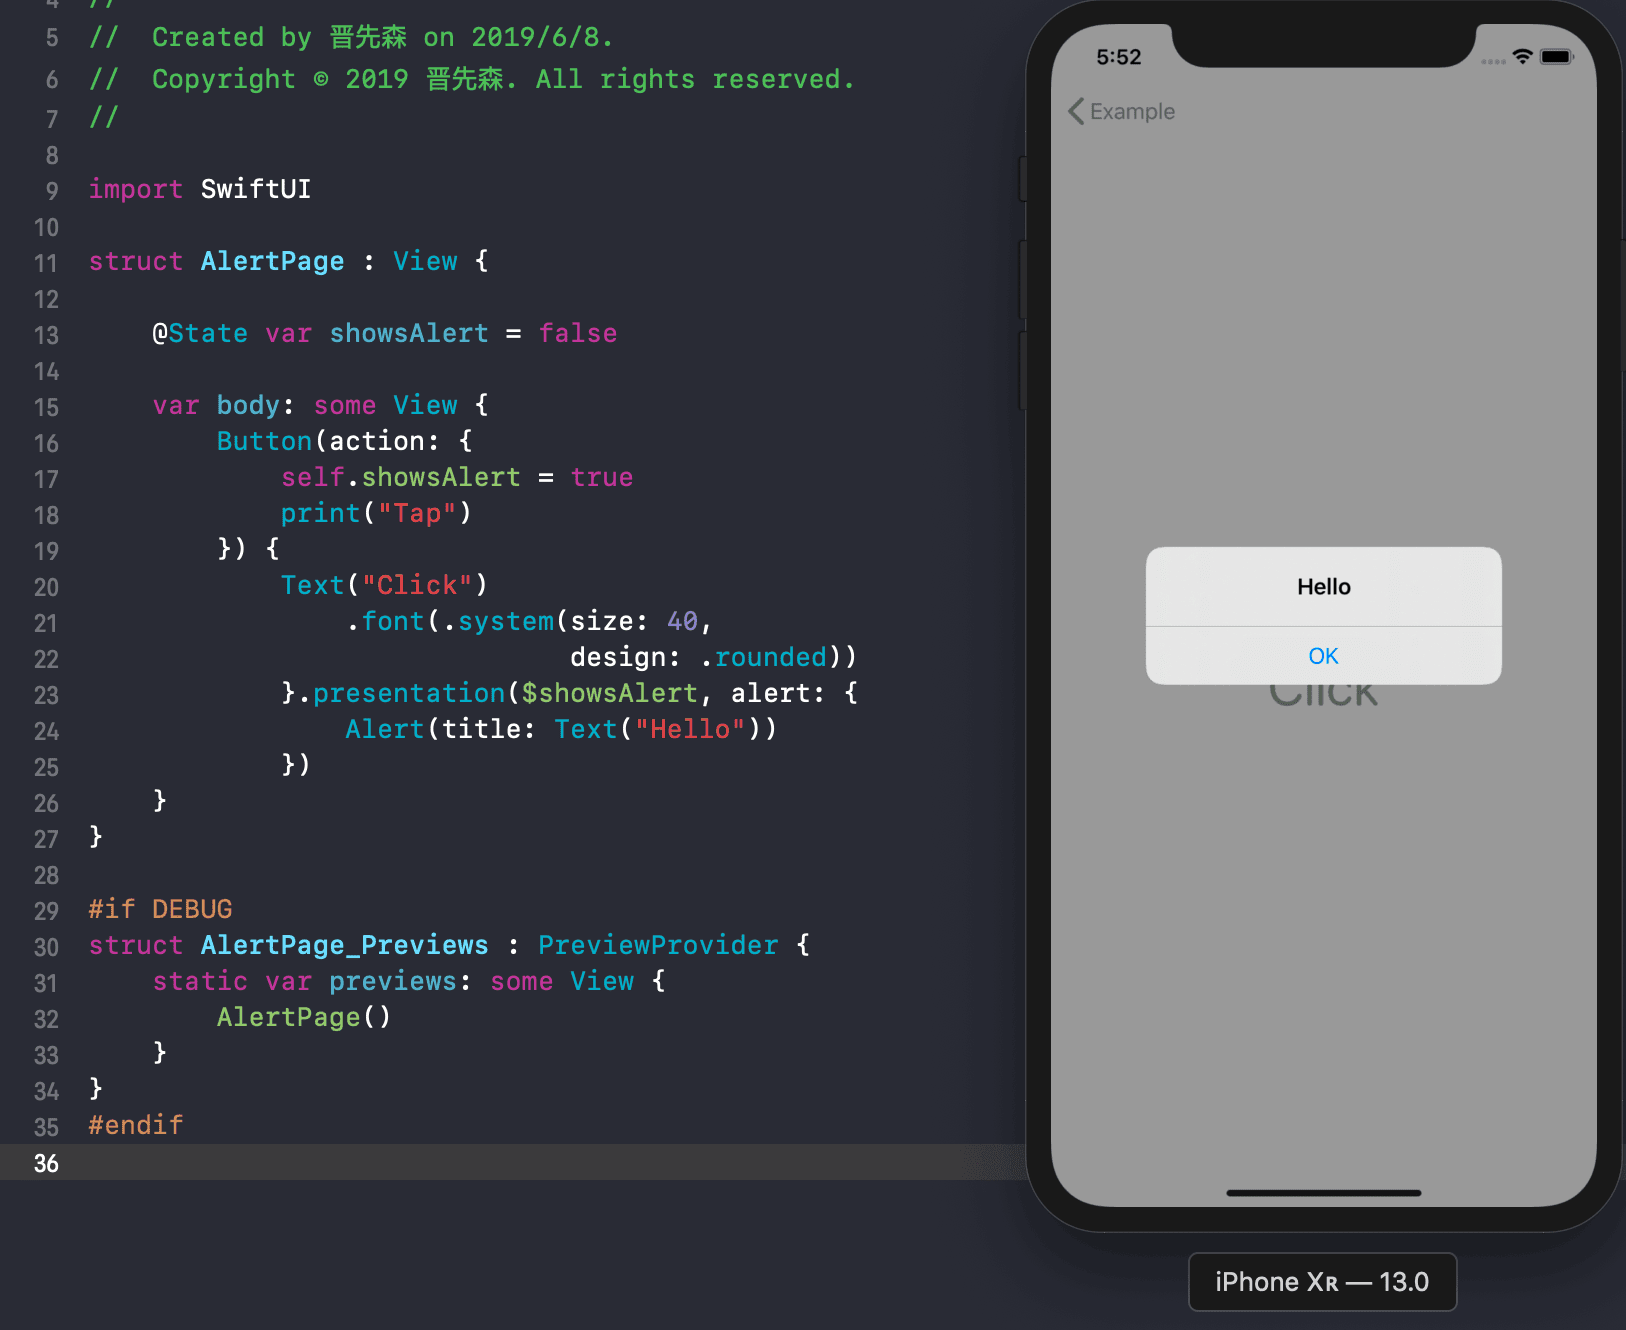 4 //
5 //  Created by 晋先森 on 2019/6/8.
6 //  Copyright © 2019 晋先森. All rights reserved.
7 //
8
9 import SwiftUI
10
11 struct AlertPage : View {
12
13     @State var showsAlert = false
14
15     var body: some View {
16         Button(action: {
17             self.showsAlert = true
18             print("Tap")
19         }) {
20             Text("Click")
21                 .font(.system(size: 40,
22                               design: .rounded))
23             }.presentation($showsAlert, alert: {
24                 Alert(title: Text("Hello"))
25             })
26     }
27 }
28
29 #if DEBUG
30 struct AlertPage_Previews : PreviewProvider {
31     static var previews: some View {
32         AlertPage()
33     }
34 }
35 #endif
36
5:52
Example
Hello
OK
Click
iPhone Xʀ — 13.0